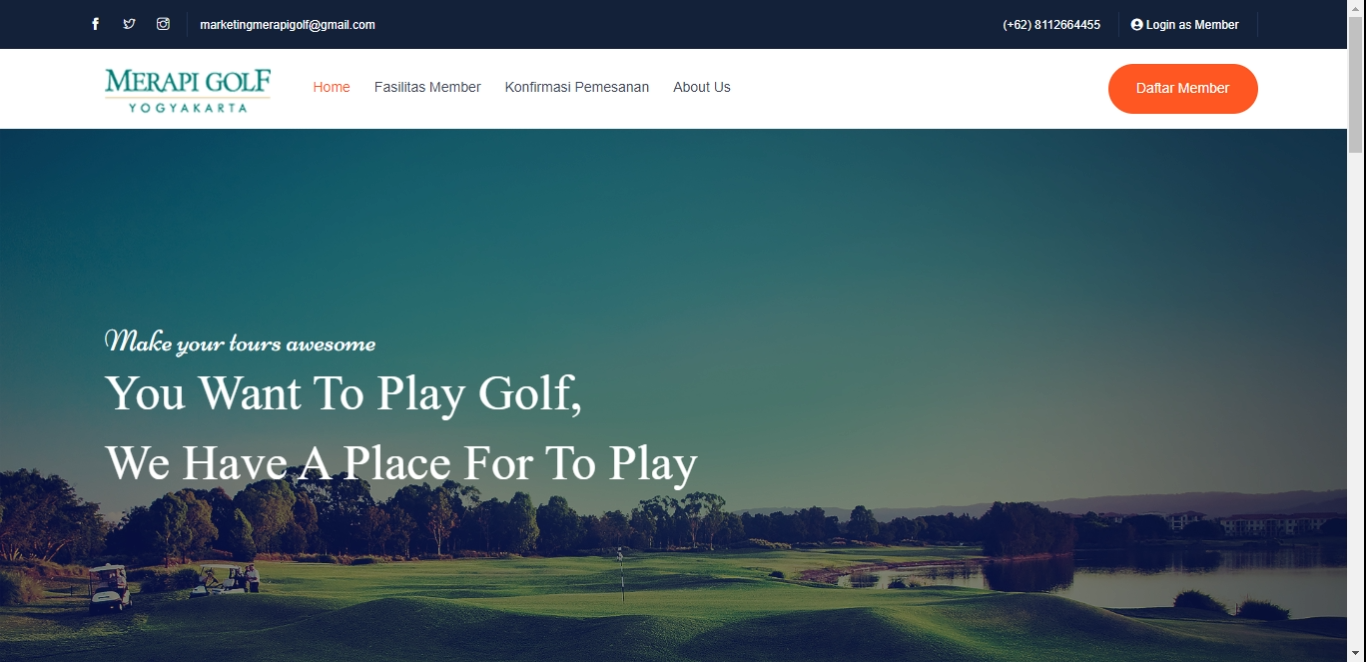 marketingmerapigolf@gmail.com
(+62) 8112664455
Login as Member
MERAPI GOLF
YOGYAKARTA
Home
Fasilitas Member
Konfirmasi Pemesanan
About Us
Daftar Member
Make your tours awesome
You Want To Play Golf,
We Have A Place For To Play